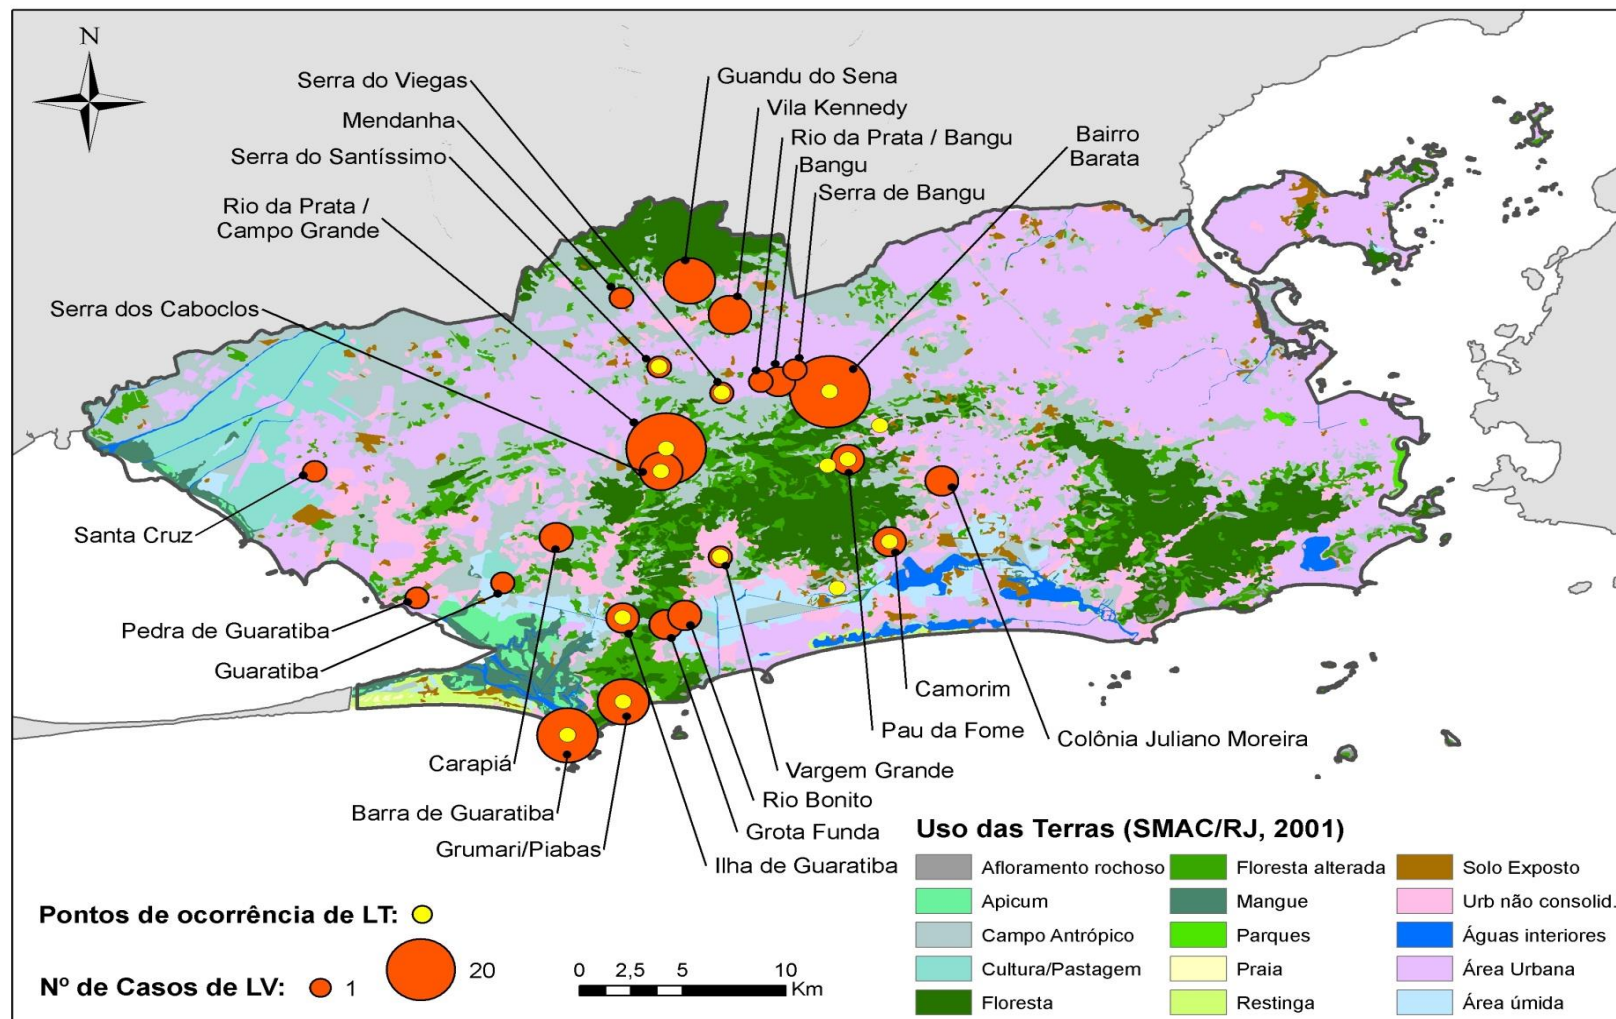 N
Serra do Viegas
Mendanha
Serra do Santíssimo
Rio da Prata /
Campo Grande
Serra dos Caboclos
Guandu do Sena
Vila Kennedy
Rio da Prata / Bangu
Bangu
Serra de Bangu
Bairro
Barata
Santa Cruz
Pedra de Guaratiba
Guaratiba
Carapiá
Barra de Guaratiba
Grumari/Piabas
Camorim
Pau da Fome
Colônia Juliano Moreira
Vargem Grande
Rio Bonito
Grota Funda
Ilha de Guaratiba
Uso das Terras (SMAC/RJ, 2001)
Afloramento rochoso
Floresta alterada
Solo Exposto
Apicum
Mangue
Urb não consolid.
Campo Antrópico
Parques
Águas interiores
Cultura/Pastagem
Praia
Área Urbana
Floresta
Restinga
Área úmida
Pontos de ocorrência de LT:
Nº de Casos de LV: 1 20
0 2,5 5 10
Km